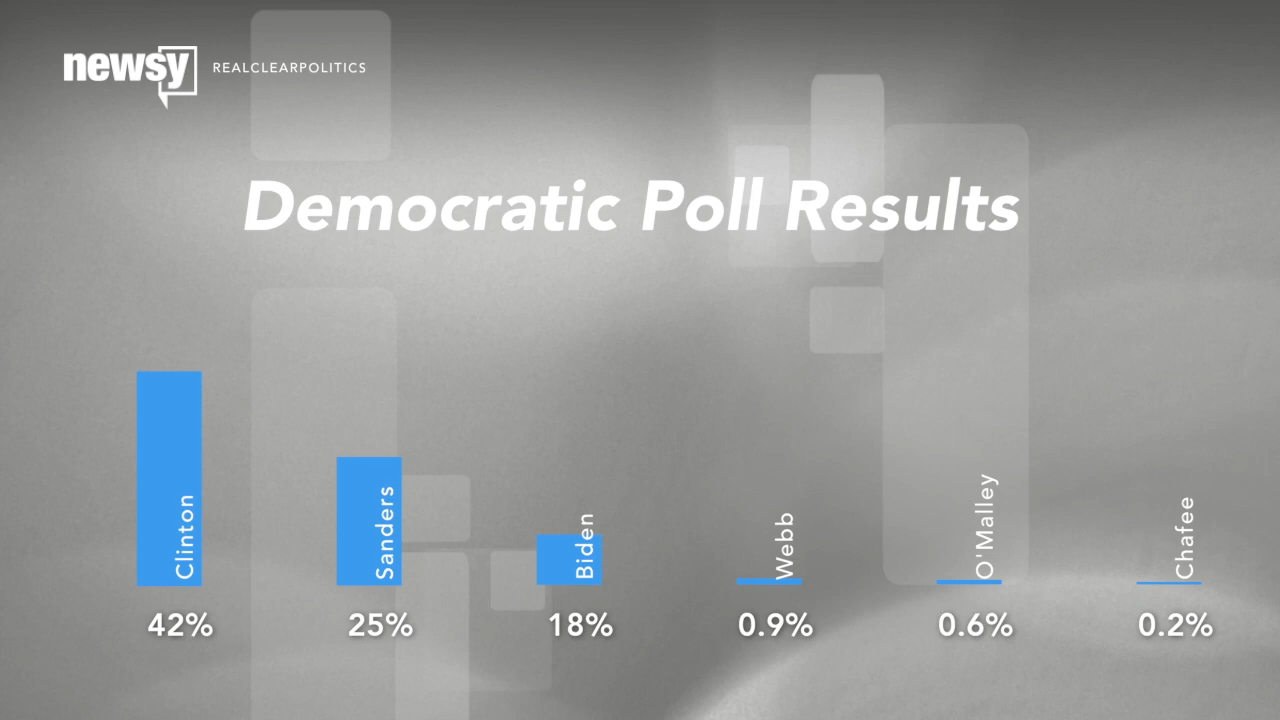 newsy REALCLEARPOLITICS
Democratic Poll Results
Clinton
Sanders
Biden
Webb
O'Malley
Chafee
42% 25% 18% 0.9% 0.6% 0.2%